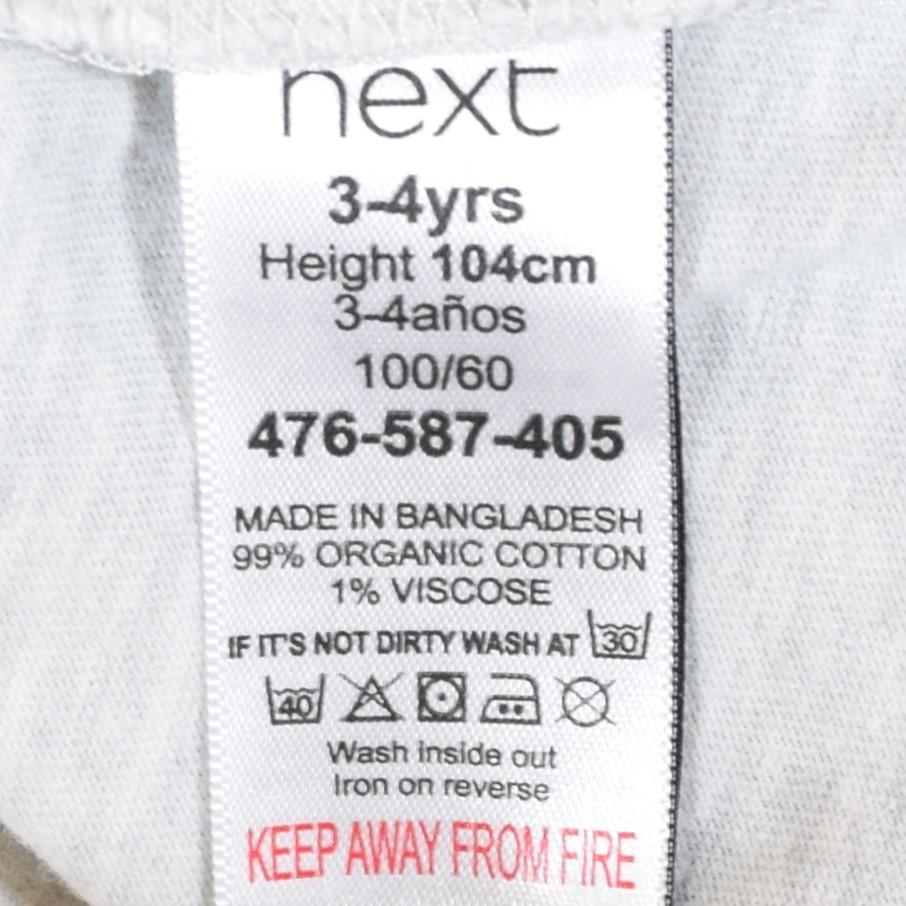 next
3-4yrs
Height 104cm
3-4años
100/60
476-587-405
MADE IN BANGLADESH
99% ORGANIC COTTON
1% VISCOSE
IF IT'S NOT DIRTY WASH AT 30
40
Wash inside out
Iron on reverse
KEEP AWAY FROM FIRE